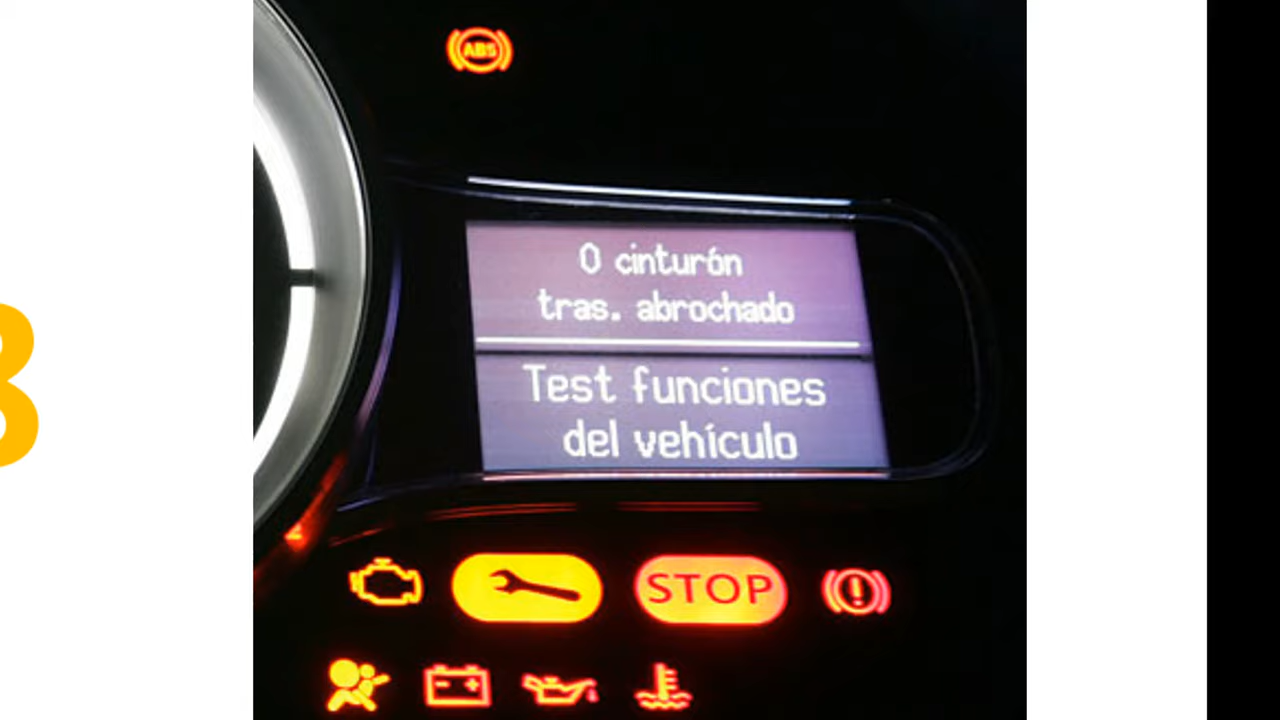 ABS
0 cinturón
tras. abrochado
Test funciones
del vehículo
STOP